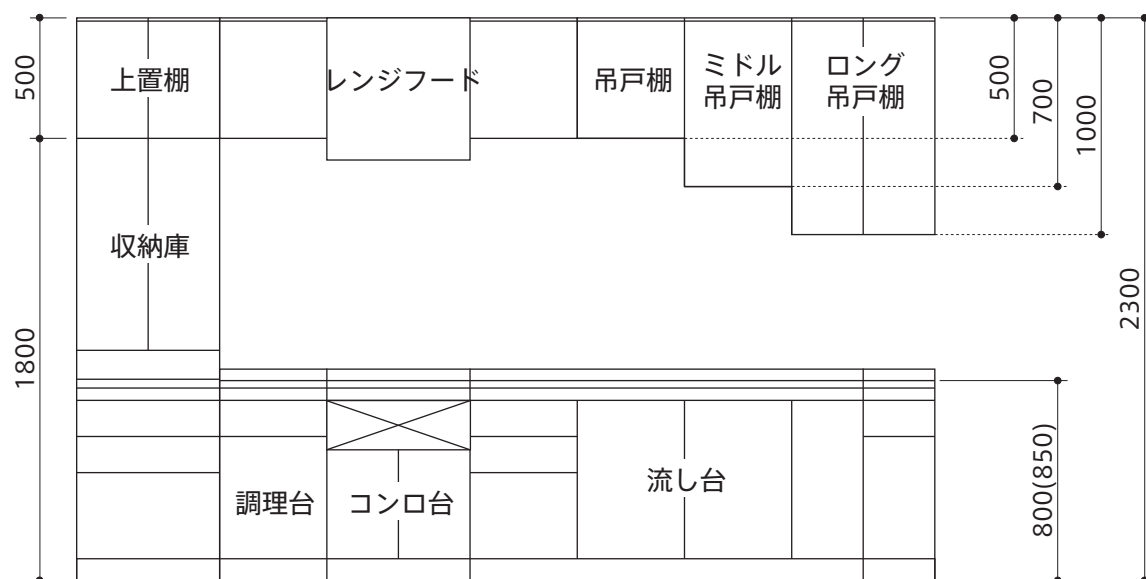 500
上置棚
レンジフード
吊戸棚
ミドル
吊戸棚
ロング
吊戸棚
500
700
1000
収納庫
1800
2300
調理台
コンロ台
流し台
800(850)